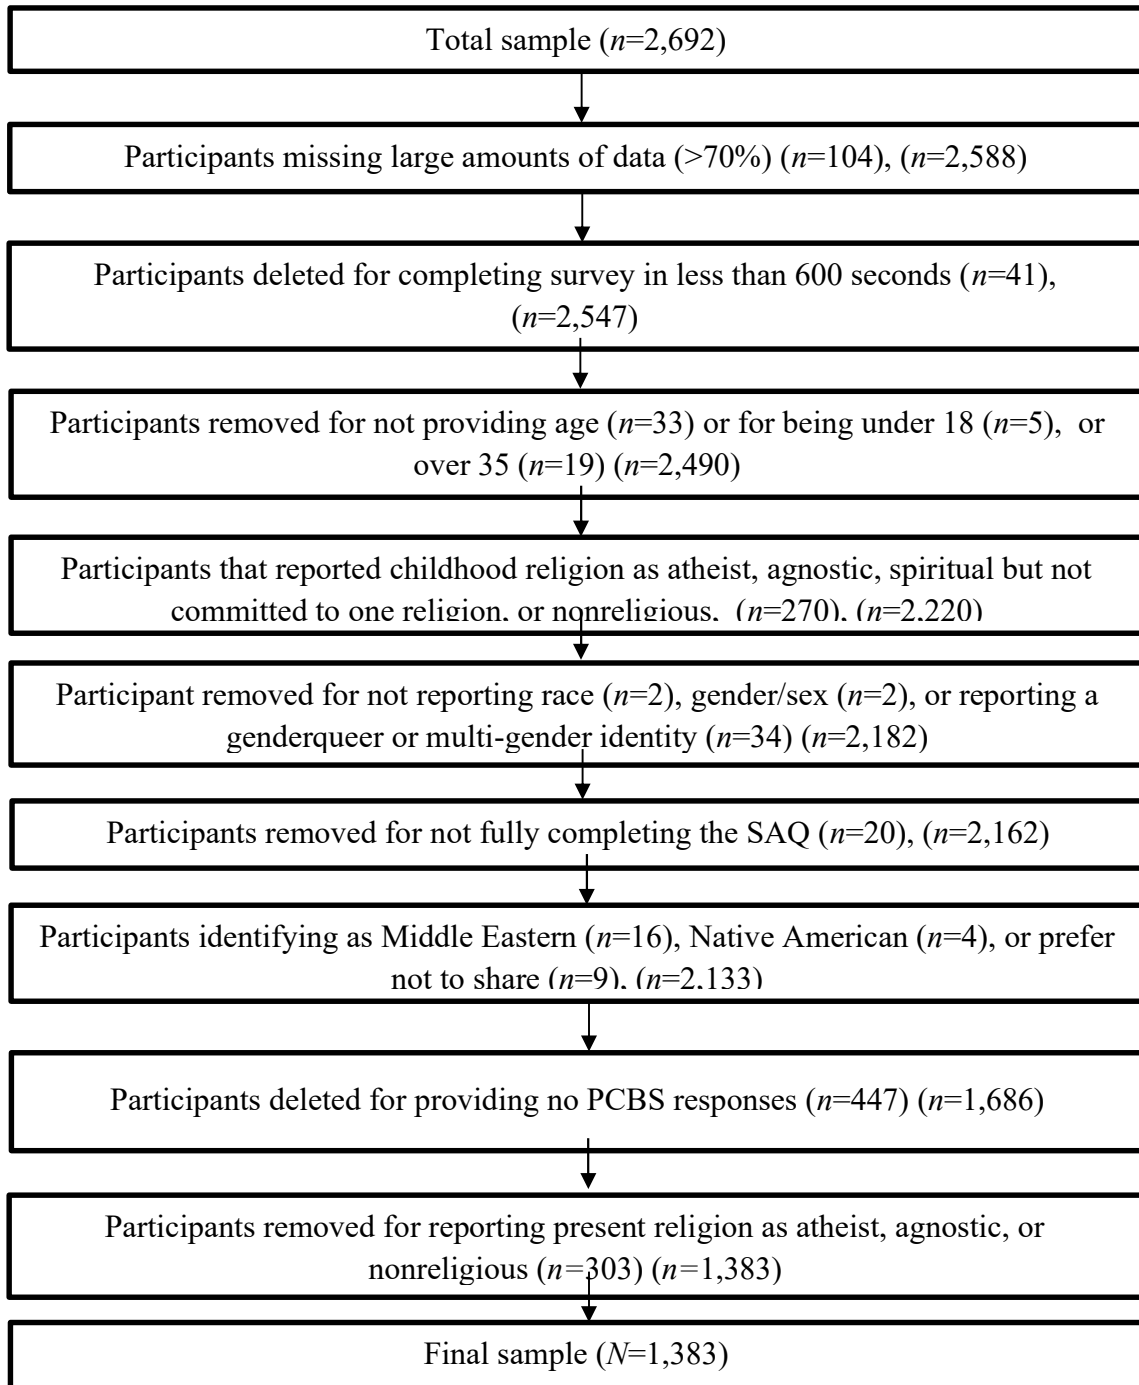 Total sample (n=2,692)
Participants missing large amounts of data (>70%) (n=104), (n=2,588)
Participants deleted for completing survey in less than 600 seconds (n=41),
(n=2,547)
Participants removed for not providing age (n=33) or for being under 18 (n=5),  or
over 35 (n=19) (n=2,490)
Participants that reported childhood religion as atheist, agnostic, spiritual but not
committed to one religion, or nonreligious,  (n=270), (n=2,220)
Participant removed for not reporting race (n=2), gender/sex (n=2), or reporting a
genderqueer or multi-gender identity (n=34) (n=2,182)
Participants removed for not fully completing the SAQ (n=20), (n=2,162)
Participants identifying as Middle Eastern (n=16), Native American (n=4), or prefer
not to share (n=9), (n=2,133)
Participants deleted for providing no PCBS responses (n=447) (n=1,686)
Participants removed for reporting present religion as atheist, agnostic, or
nonreligious (n=303) (n=1,383)
Final sample (N=1,383)